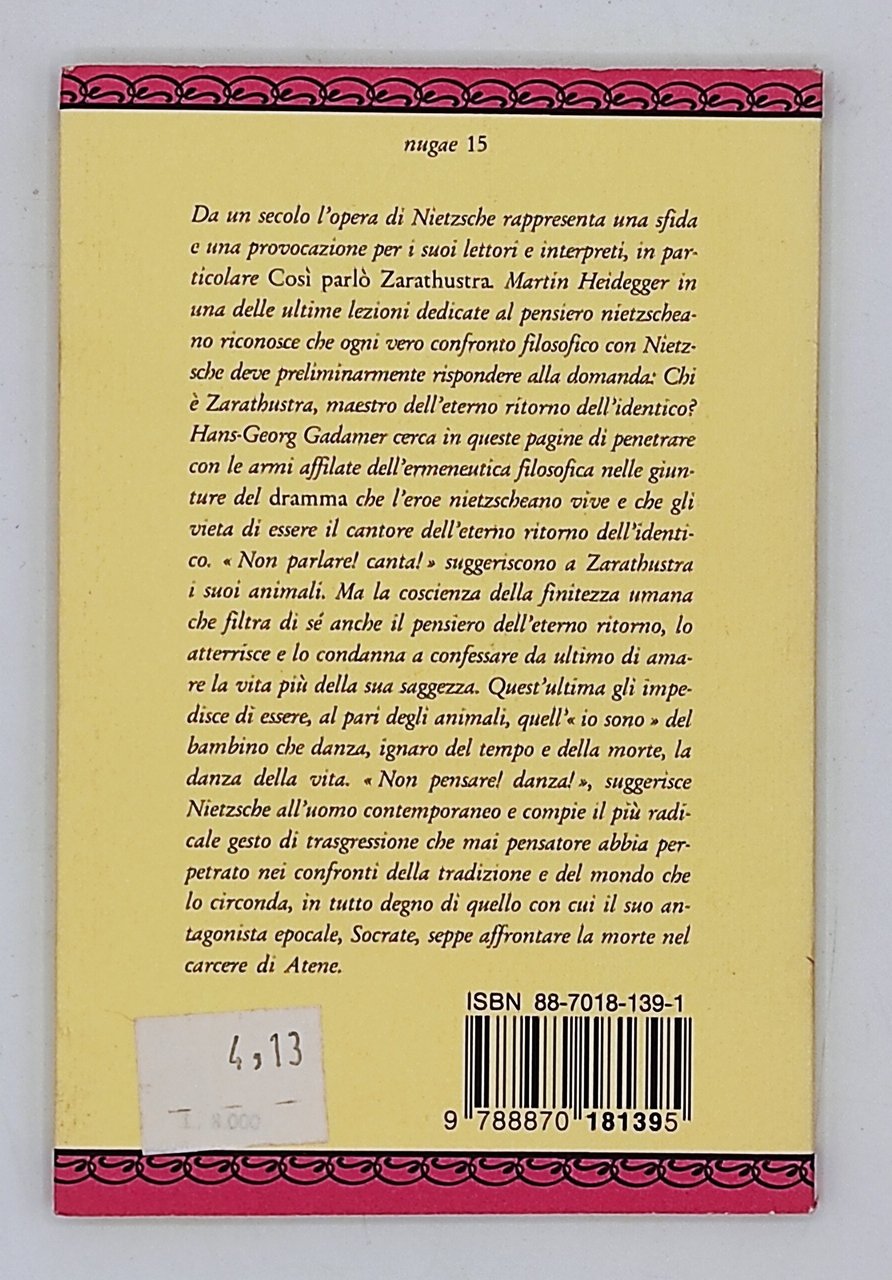 nugae 15
Da un secolo l'opera di Nietzsche rappresenta una sfida
e una provocazione per i suoi lettori e interpreti, in par-
ticolare Così parlò Zarathustra. Martin Heidegger in
una delle ultime lezioni dedicate al pensiero nietzschea-
no riconosce che ogni vero confronto filosofico con Nietz-
sche deve preliminarmente rispondere alla domanda: Chi
è Zarathustra, maestro dell'eterno ritorno dell'identico?
Hans-Georg Gadamer cerca in queste pagine di penetrare
con le armi affilate dell'ermeneutica filosofica nelle giun-
ture del dramma che l'eroe nietzscheano vive e che gli
vieta di essere il cantore dell'eterno ritorno dell'identi-
co. « Non parlare! canta! » suggeriscono a Zarathustra
i suoi animali. Ma la coscienza della finitezza umana
che filtra di sé anche il pensiero dell'eterno ritorno, lo
atterrisce e lo condanna a confessare da ultimo di ama-
re la vita più della sua saggezza. Quest'ultima gli impe-
disce di essere, al pari degli animali, quell'« io sono » del
bambino che danza, ignaro del tempo e della morte, la
danza della vita. « Non pensare! danza! », suggerisce
Nietzsche all'uomo contemporaneo e compie il più radi-
cale gesto di trasgressione che mai pensatore abbia per-
petrato nei confronti della tradizione e del mondo che
lo circonda, in tutto degno di quello con cui il suo an-
tagonista epocale, Socrate, seppe affrontare la morte nel
carcere di Atene.
ISBN 88-7018-139-1
4,13
L. 8.000
9 788870 181395